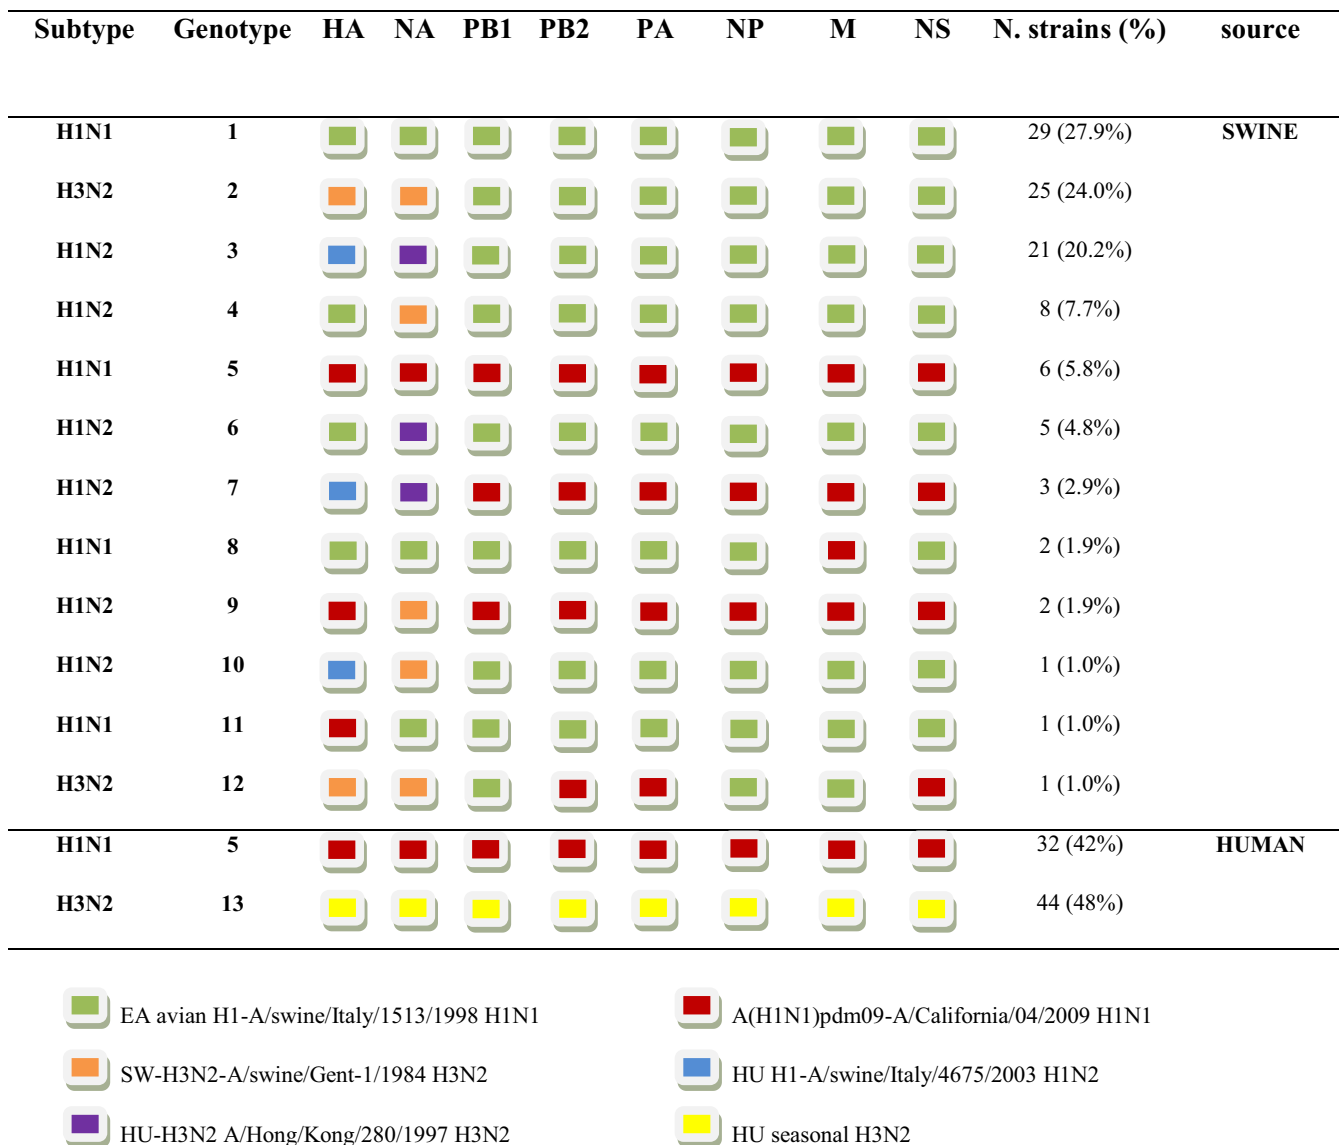 Subtype Genotype HA NA PB1 PB2 PA NP M NS N. strains (%) source
H1N1 1 29 (27.9%) SWINE
H3N2 2 25 (24.0%)
H1N2 3 21 (20.2%)
H1N2 4 8 (7.7%)
H1N1 5 6 (5.8%)
H1N2 6 5 (4.8%)
H1N2 7 3 (2.9%)
H1N1 8 2 (1.9%)
H1N2 9 2 (1.9%)
H1N2 10 1 (1.0%)
H1N1 11 1 (1.0%)
H3N2 12 1 (1.0%)
H1N1 5 32 (42%) HUMAN
H3N2 13 44 (48%)
EA avian H1-A/swine/Italy/1513/1998 H1N1 A(H1N1)pdm09-A/California/04/2009 H1N1
SW-H3N2-A/swine/Gent-1/1984 H3N2 HU H1-A/swine/Italy/4675/2003 H1N2
HU-H3N2 A/Hong/Kong/280/1997 H3N2 HU seasonal H3N2